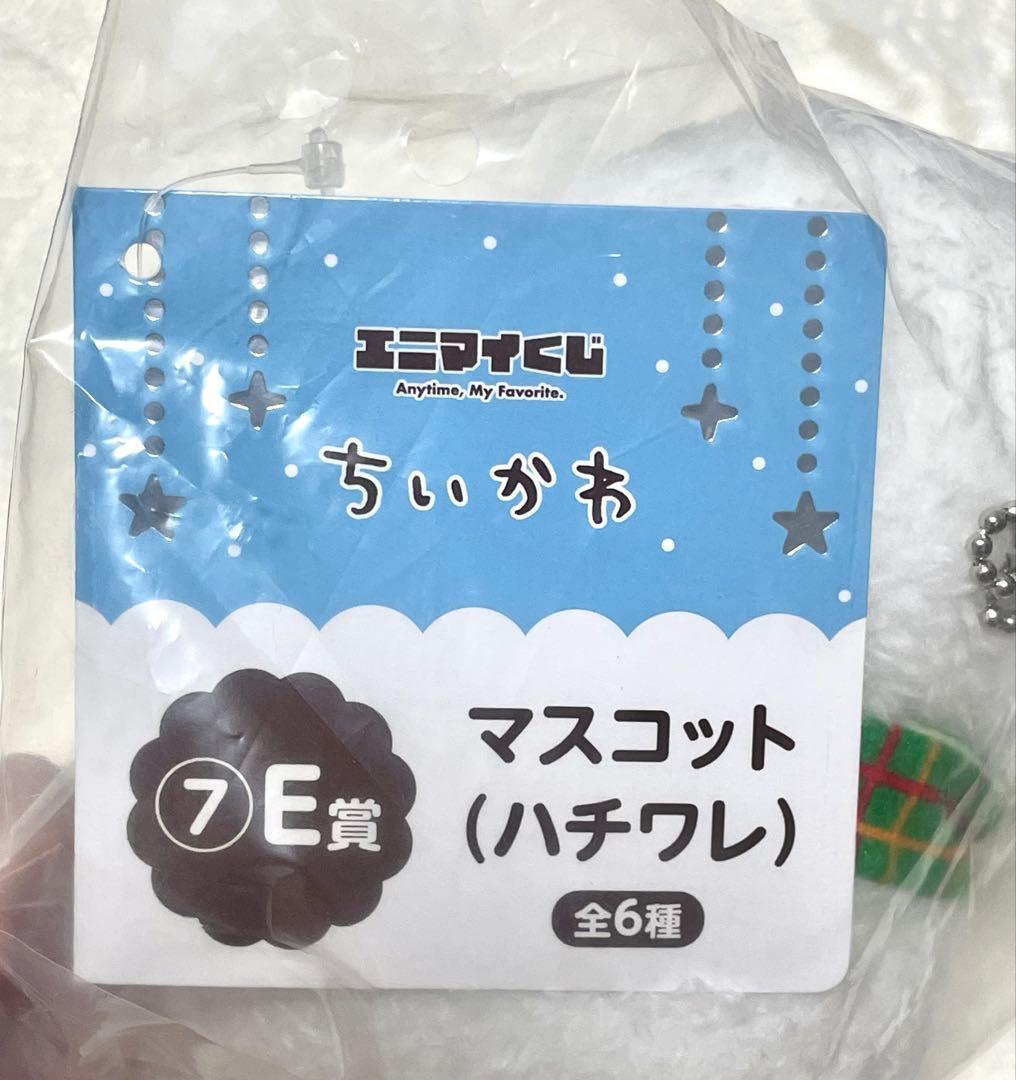 エニマイくじ
Anytime, My Favorite.
ちいかわ
⑦E賞
マスコット
(ハチワレ)
全6種